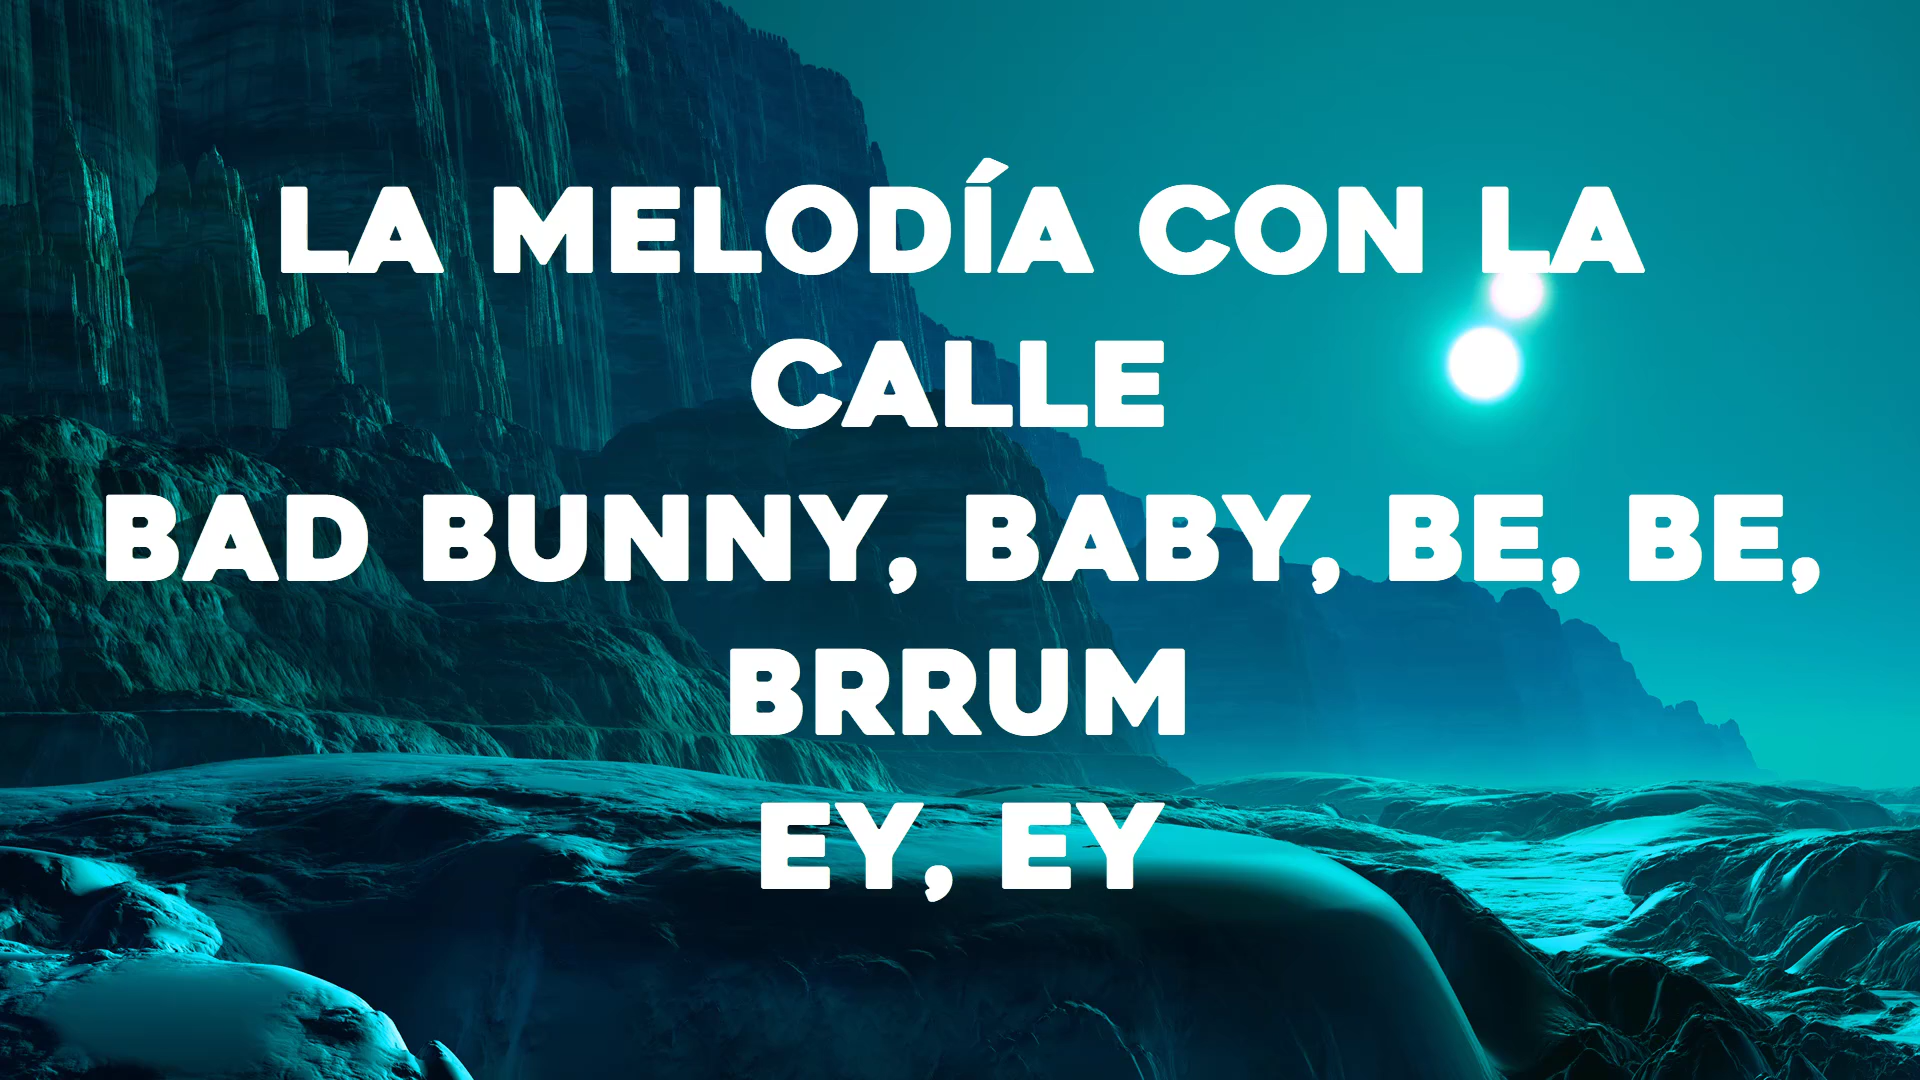 LA MELODÍA CON LA
CALLE
BAD BUNNY, BABY, BE, BE,
BRRUM
EY, EY